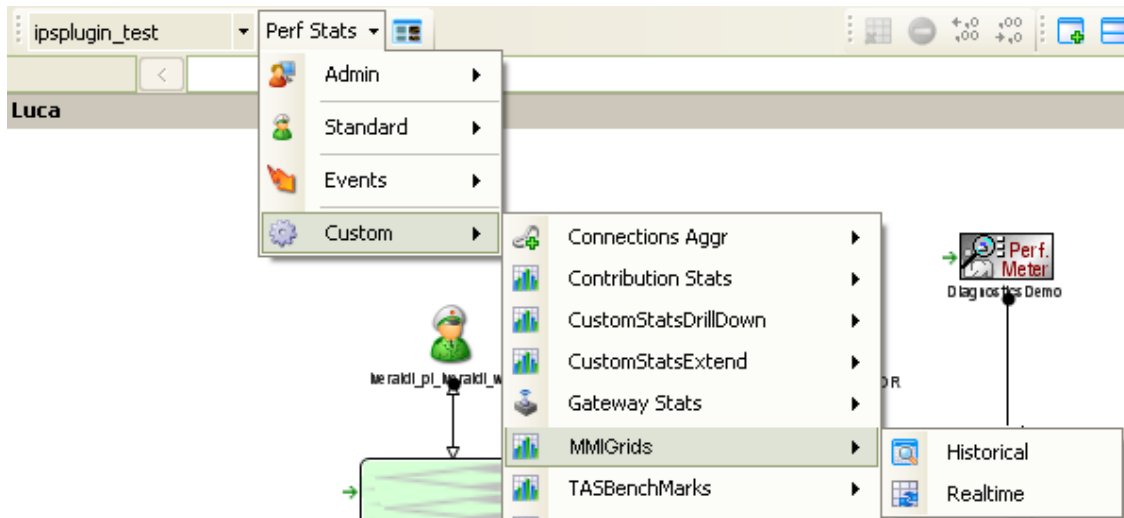 ipsplugin_test
Perf Stats
Admin
Luca
Standard
Events
Custom
Connections Aggr
Contribution Stats
CustomStatsDrillDown
CustomStatsExtend
Gateway Stats
MMIGrids
TASBenchMarks
Historical
Realtime
Perf.
Meter
Diagnostics Demo